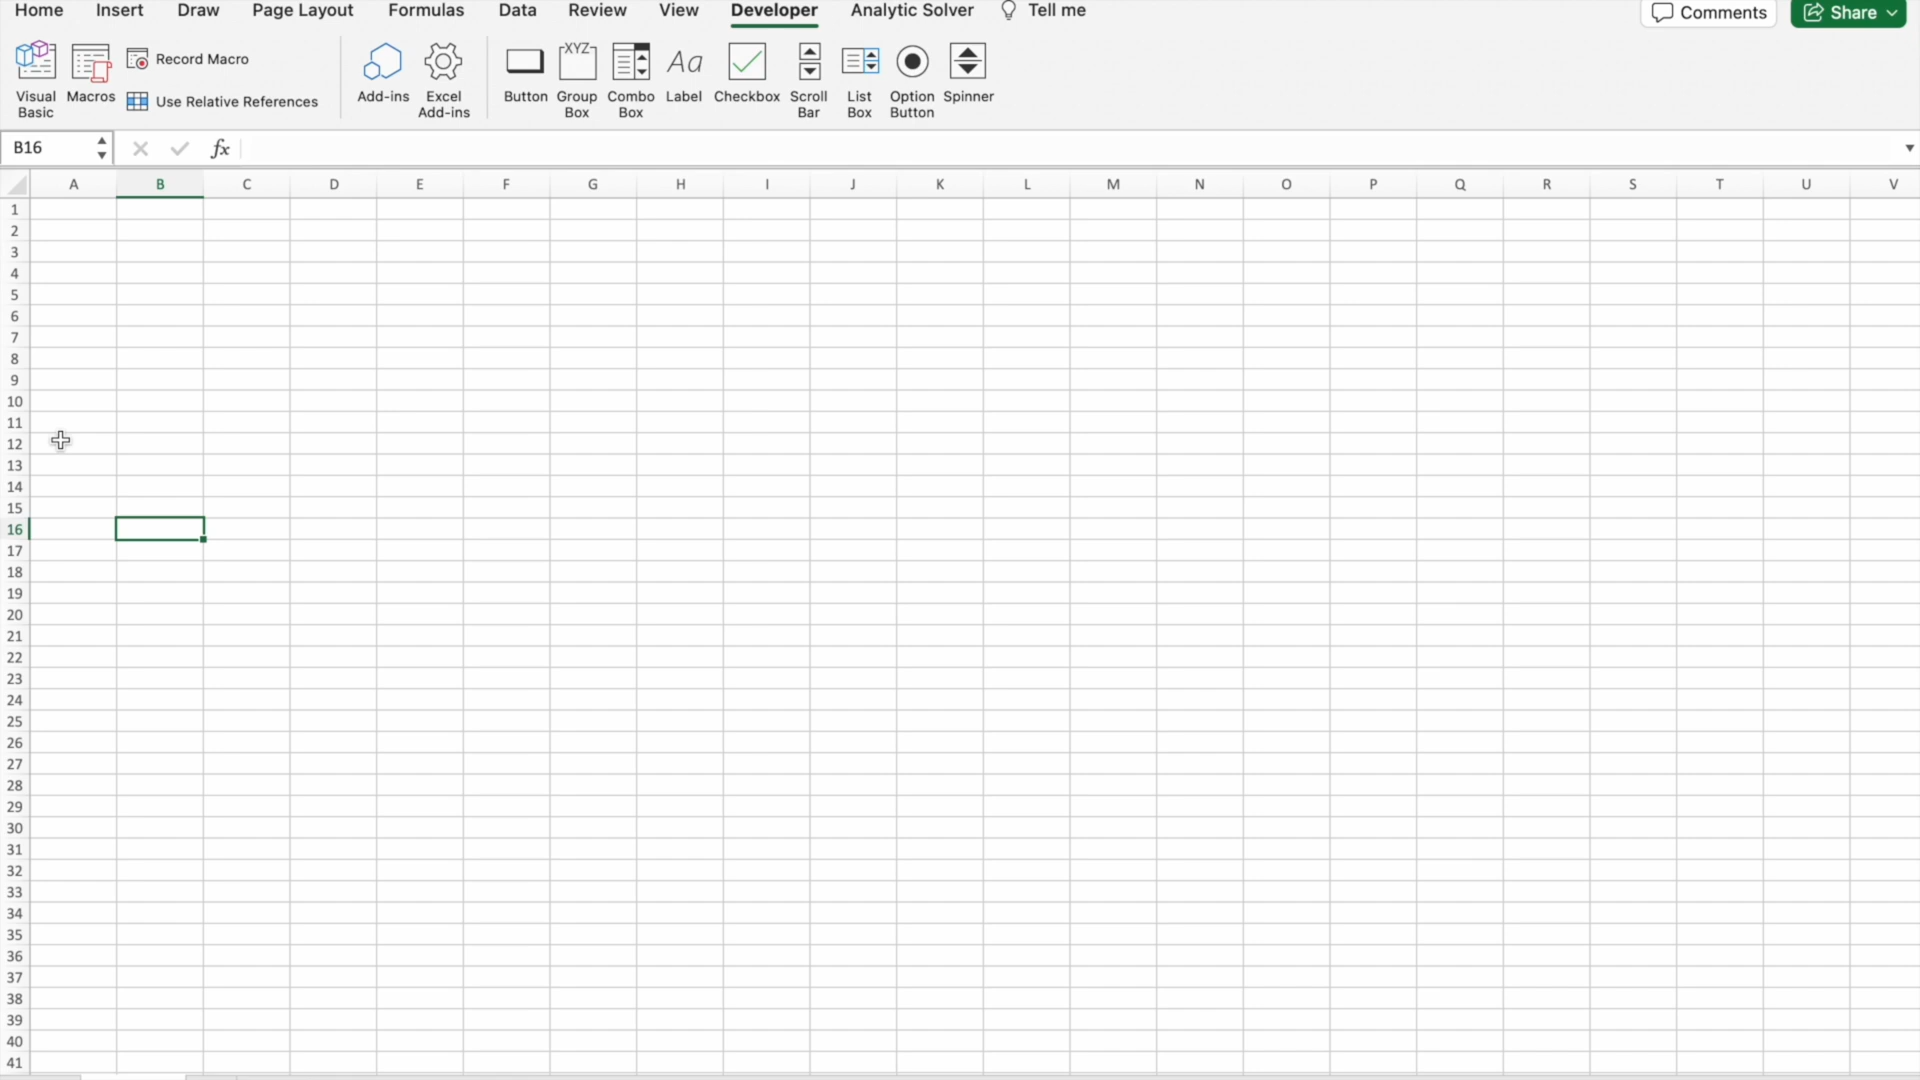 Home Insert Draw Page Layout Formulas Data Review View Developer Analytic Solver Tell me Comments Share
Visual Basic
Macros
Record Macro
Use Relative References
Add-ins
Excel Add-ins
Button
XYZ
Group Box
Combo Box
Aa
Label
Checkbox
Scroll Bar
List Box
Option Button
Spinner
B16 fx
A B C D E F G H I J K L M N O P Q R S T U V
1
2
3
4
5
6
7
8
9
10
11
12
13
14
15
16
17
18
19
20
21
22
23
24
25
26
27
28
29
30
31
32
33
34
35
36
37
38
39
40
41